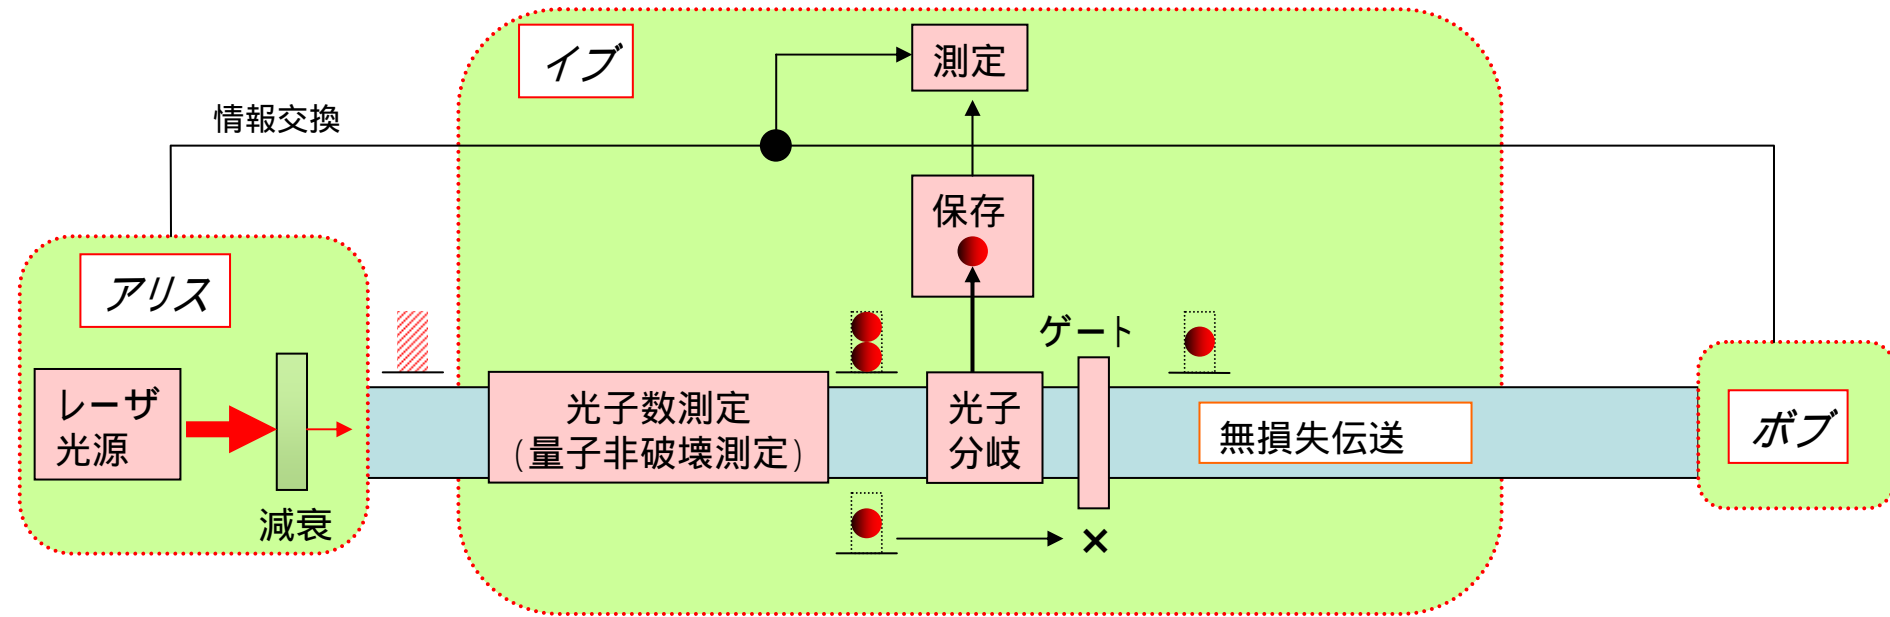 イブ
測定
情報交換
保存
アリス
ゲート
レーザ
光源
光子数測定
(量子非破壊測定)
光子
分岐
無損失伝送
ボブ
減衰
×